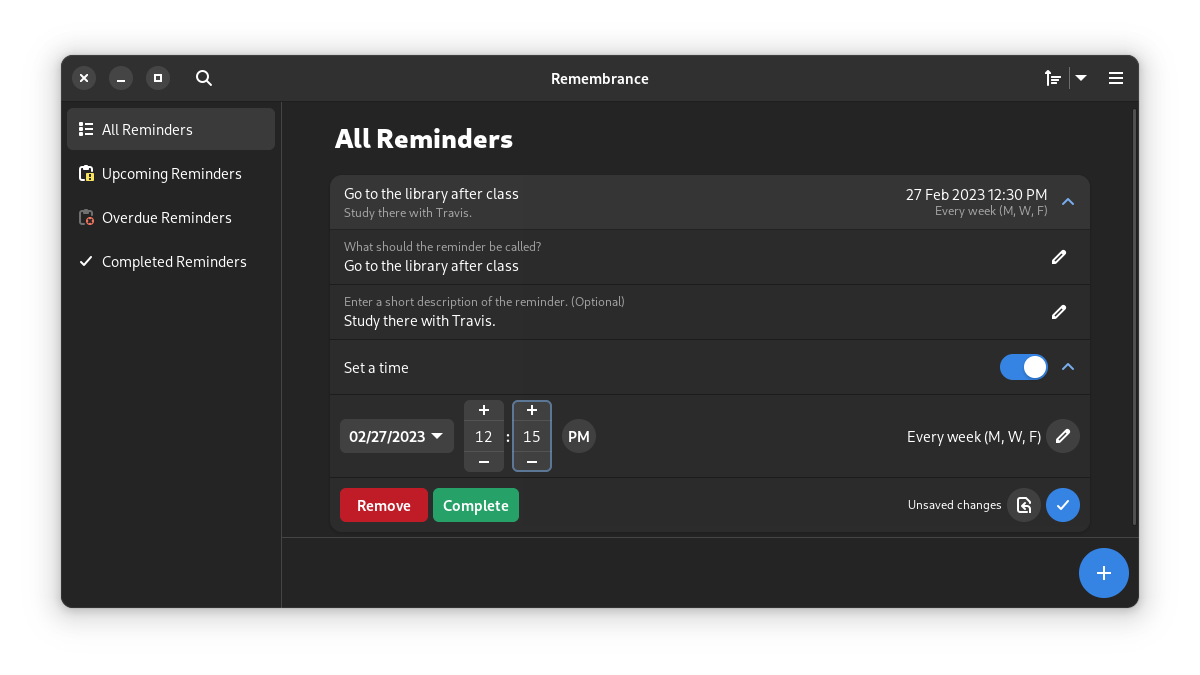 Remembrance
All Reminders
Upcoming Reminders
Overdue Reminders
Completed Reminders
All Reminders
Go to the library after class
Study there with Travis.
27 Feb 2023 12:30 PM
Every week (M, W, F)
What should the reminder be called?
Go to the library after class
Enter a short description of the reminder. (Optional)
Study there with Travis.
Set a time
02/27/2023 12 : 15 PM Every week (M, W, F)
Remove Complete Unsaved changes